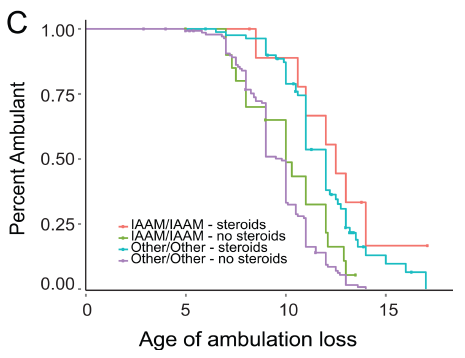 C
Percent Ambulant
1.00
0.75
0.50
0.25
0.00
IAAM/IAAM - steroids
IAAM/IAAM - no steroids
Other/Other - steroids
Other/Other - no steroids
0 5 10 15
Age of ambulation loss